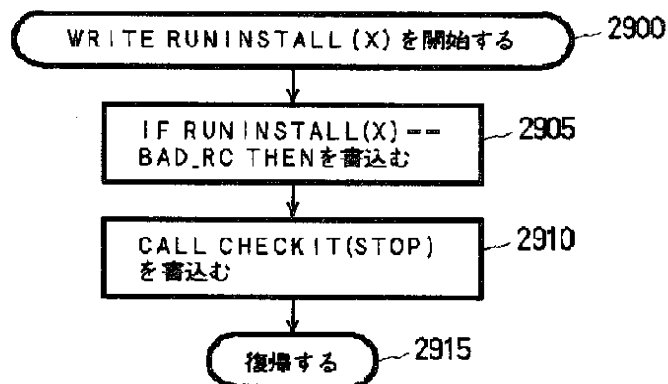 WRITE RUNINSTALL(X)を開始する
2900
IF RUNINSTALL(X)==
BAD_RC THENを書込む
2905
CALL CHECKIT(STOP)
を書込む
2910
復帰する
2915